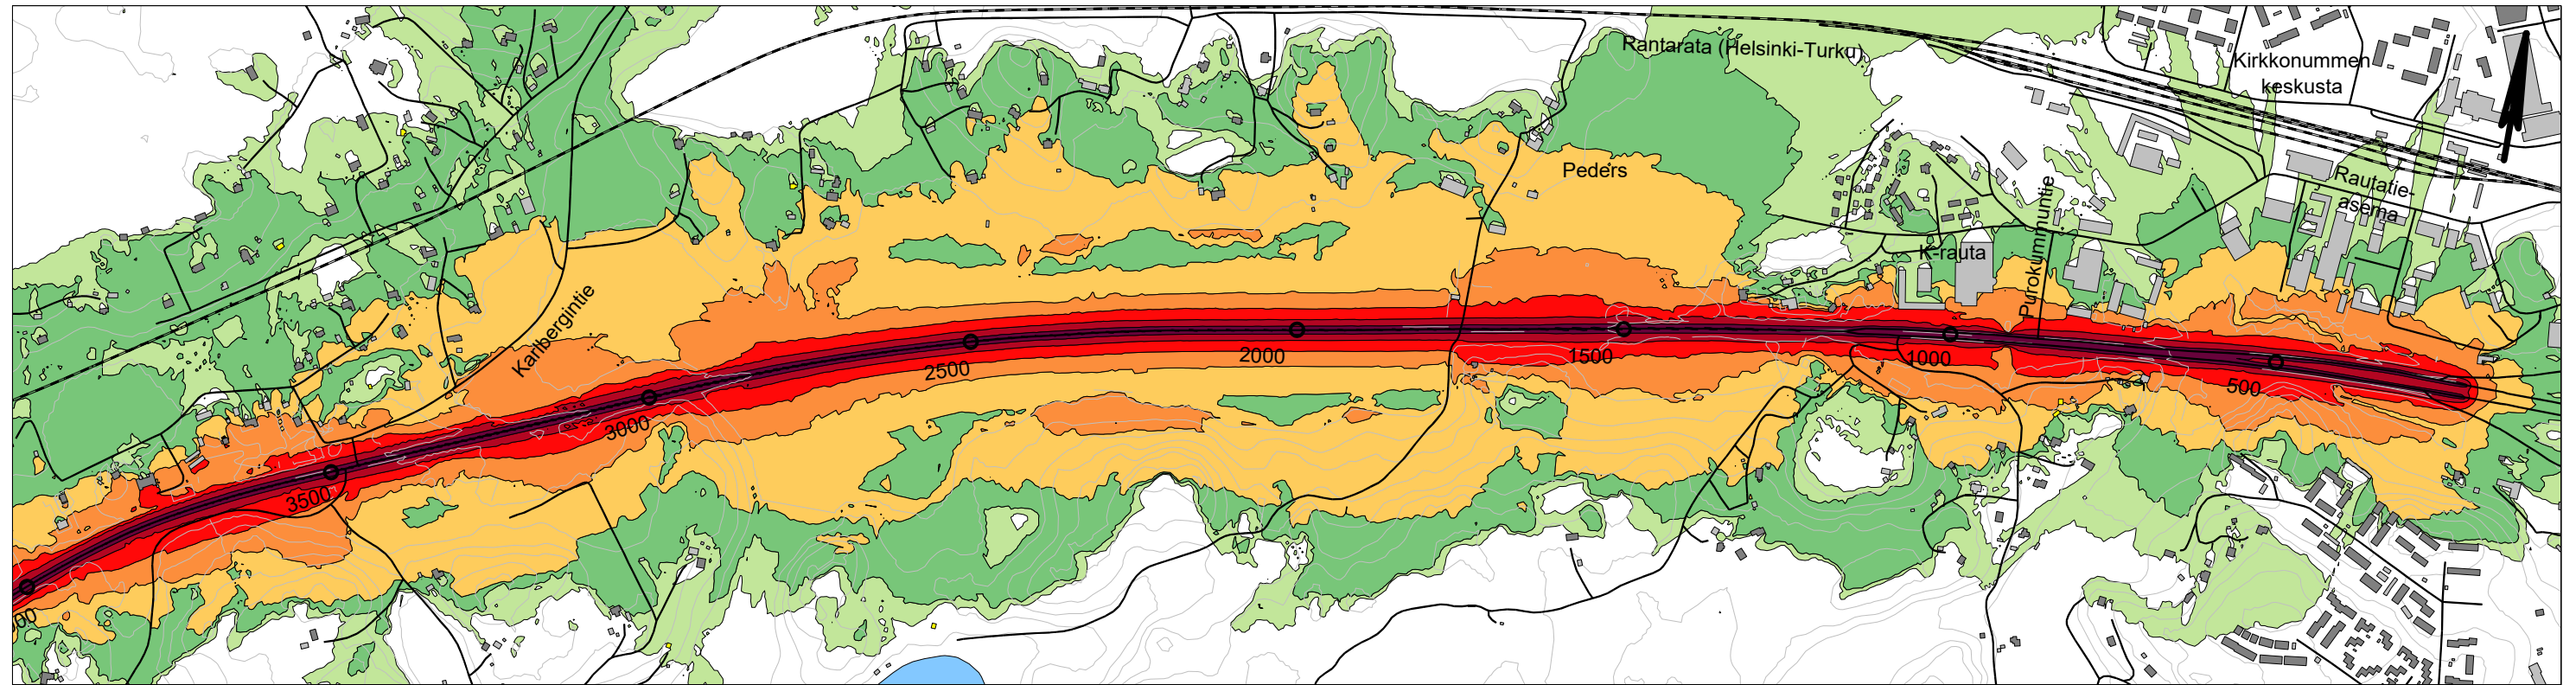 Rantarata (Helsinki-Turku)
Kirkkonummen
keskusta
Peders
Rautatie-
asema
Purokummuntie
K-rauta
Karlbergintie
3500
3000
2500
2000
1500
1000
500